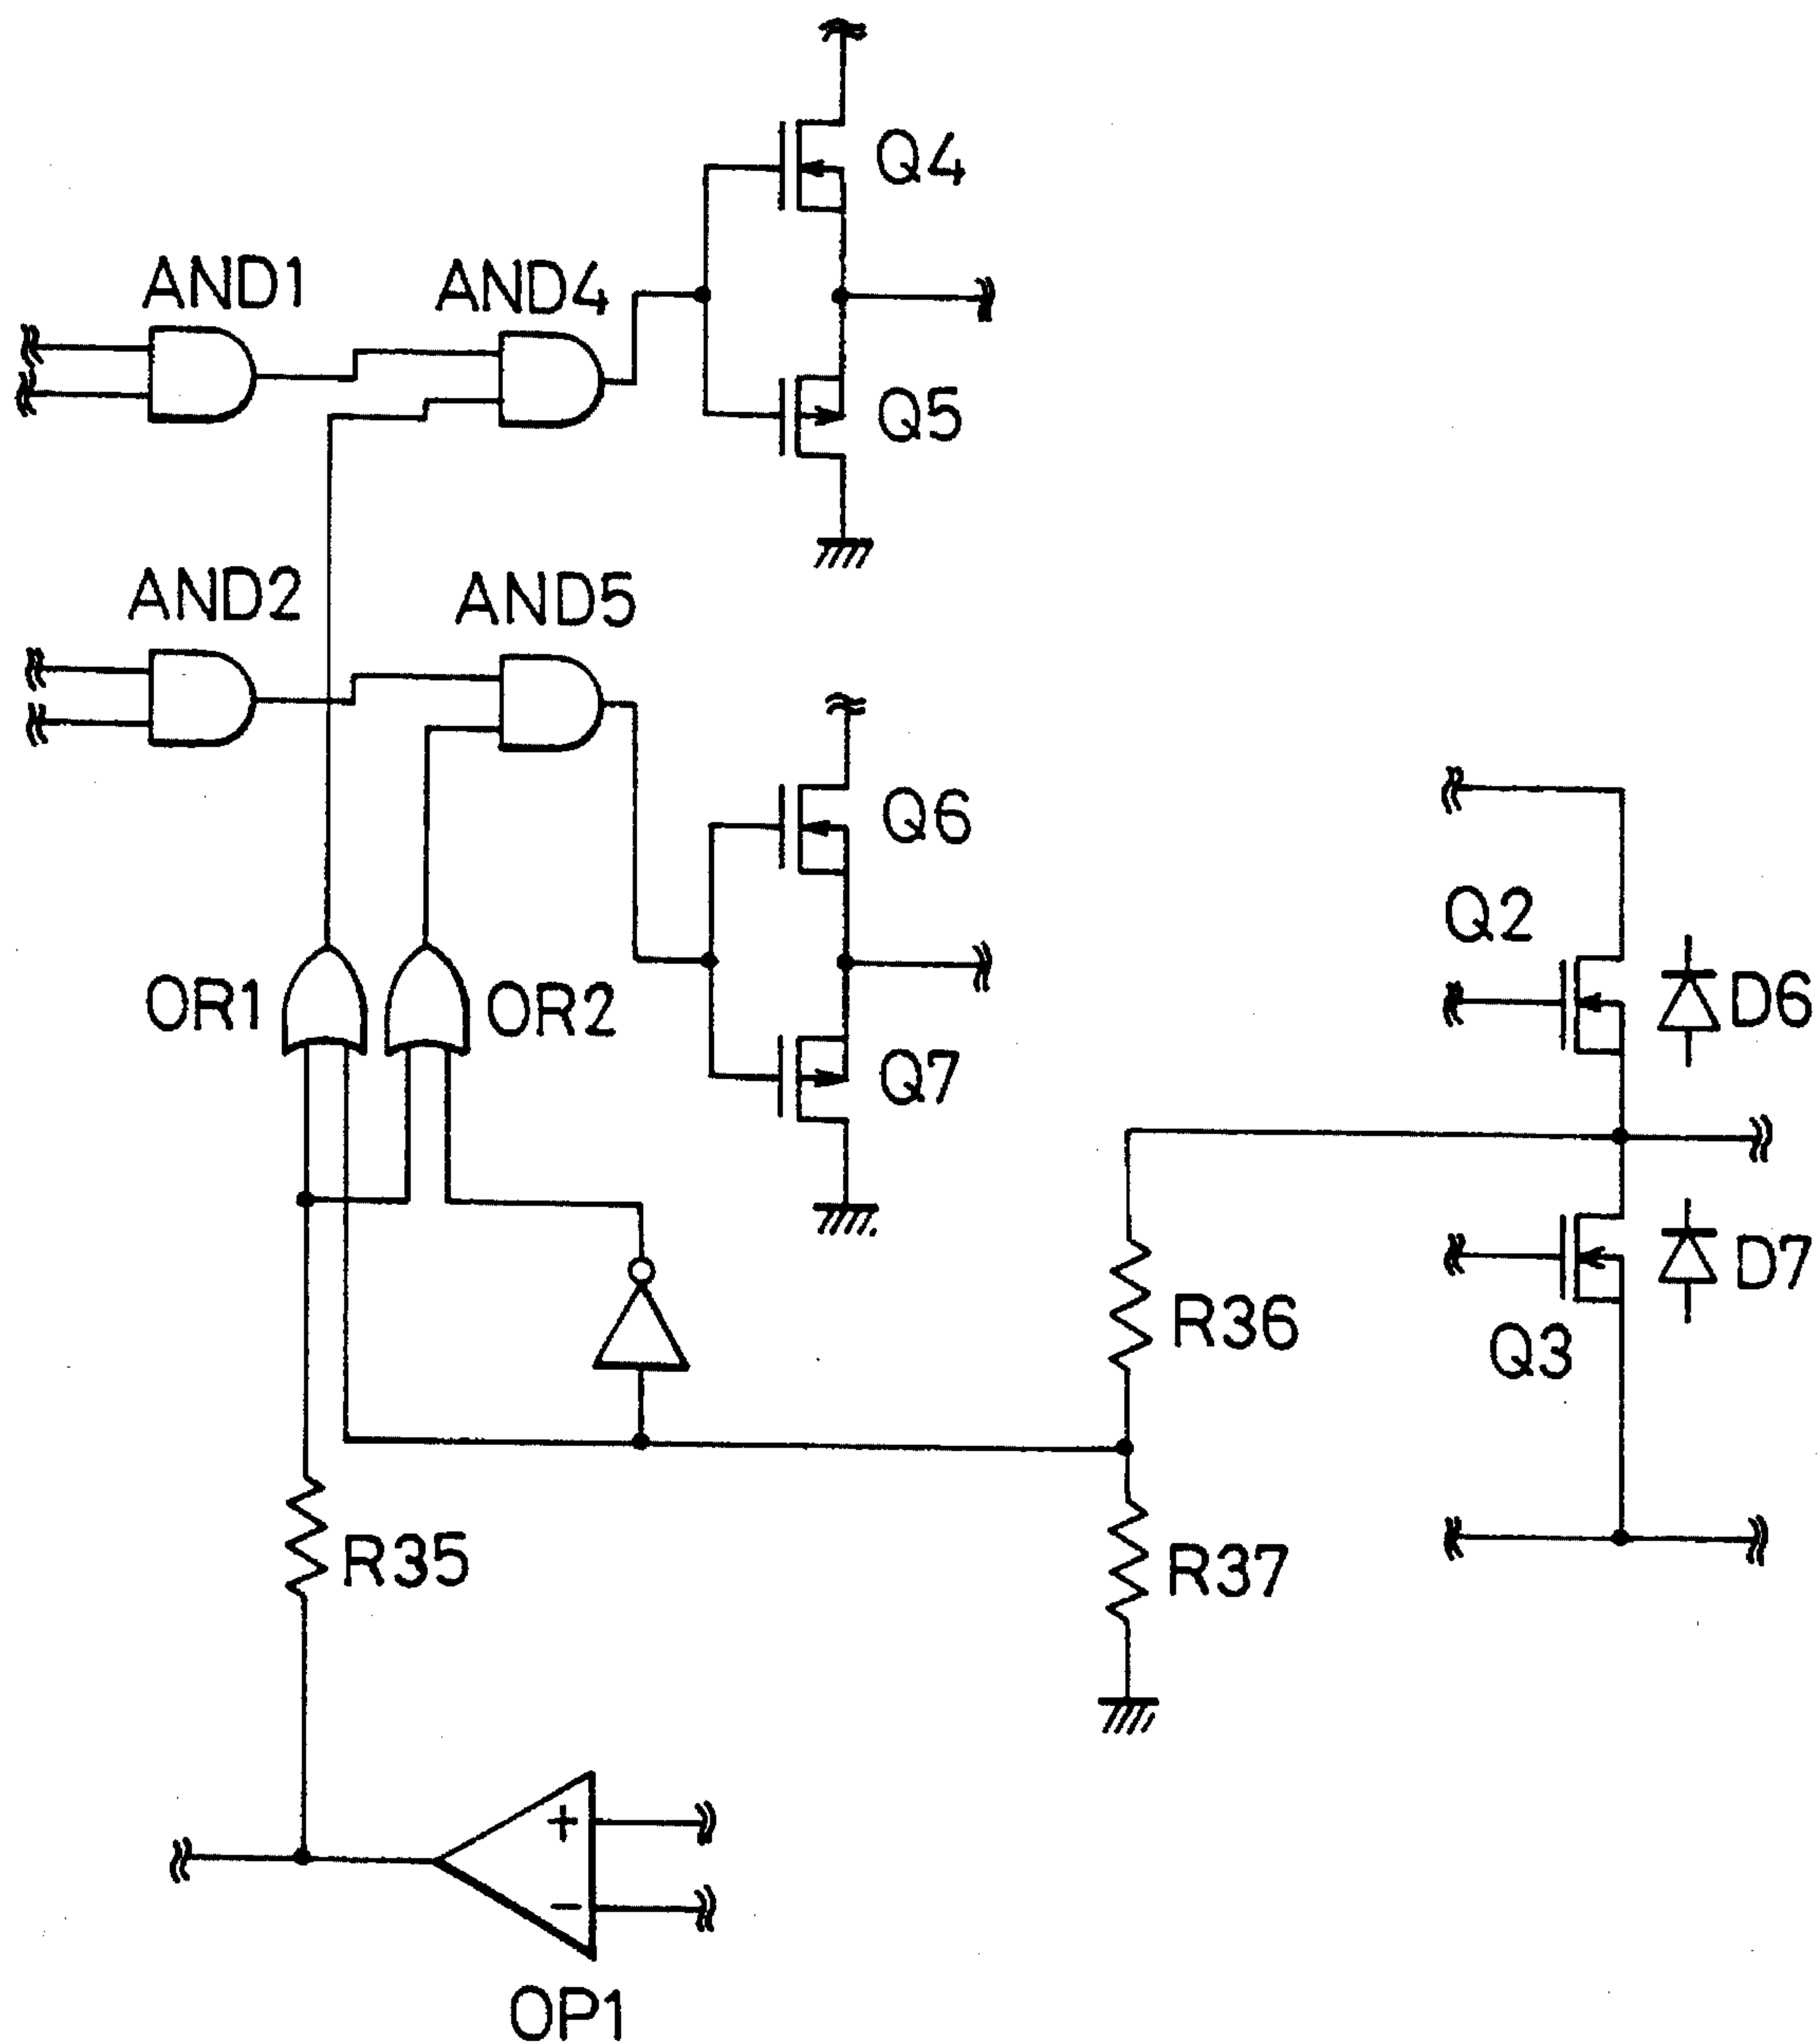 Q4
AND1
AND4
Q5
AND2
AND5
Q6
Q2
OR1
OR2
D6
Q7
D7
R36
Q3
R35
R37
+
−
OP1